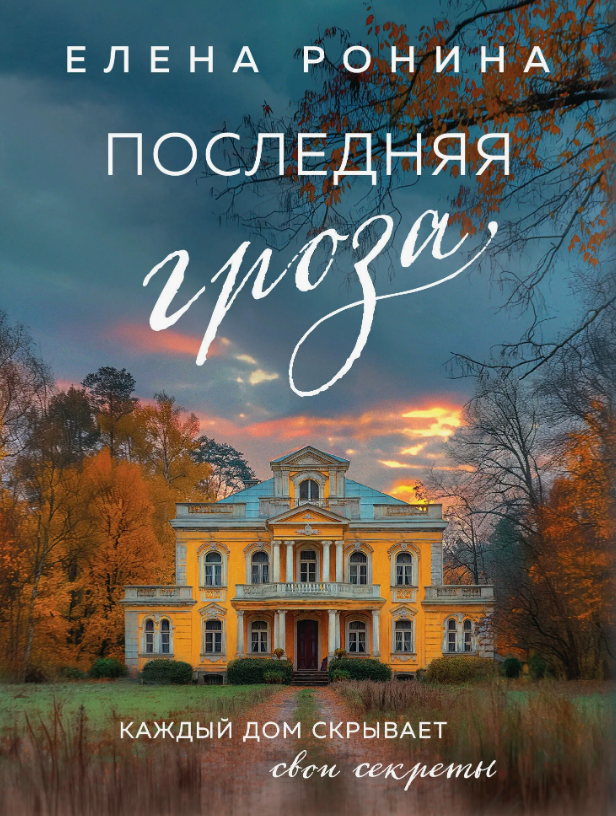 ЕЛЕНА РОНИНА
ПОСЛЕДНЯЯ
гроза
КАЖДЫЙ ДОМ СКРЫВАЕТ
свои секреты